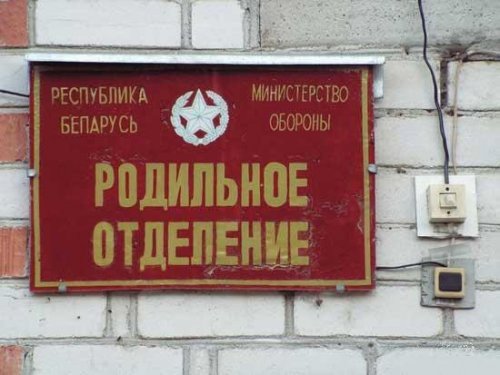 РЕСПУБЛИКА
БЕЛАРУСЬ
МИНИСТЕРСТВО
ОБОРОНЫ
РОДИЛЬНОЕ
ОТДЕЛЕНИЕ